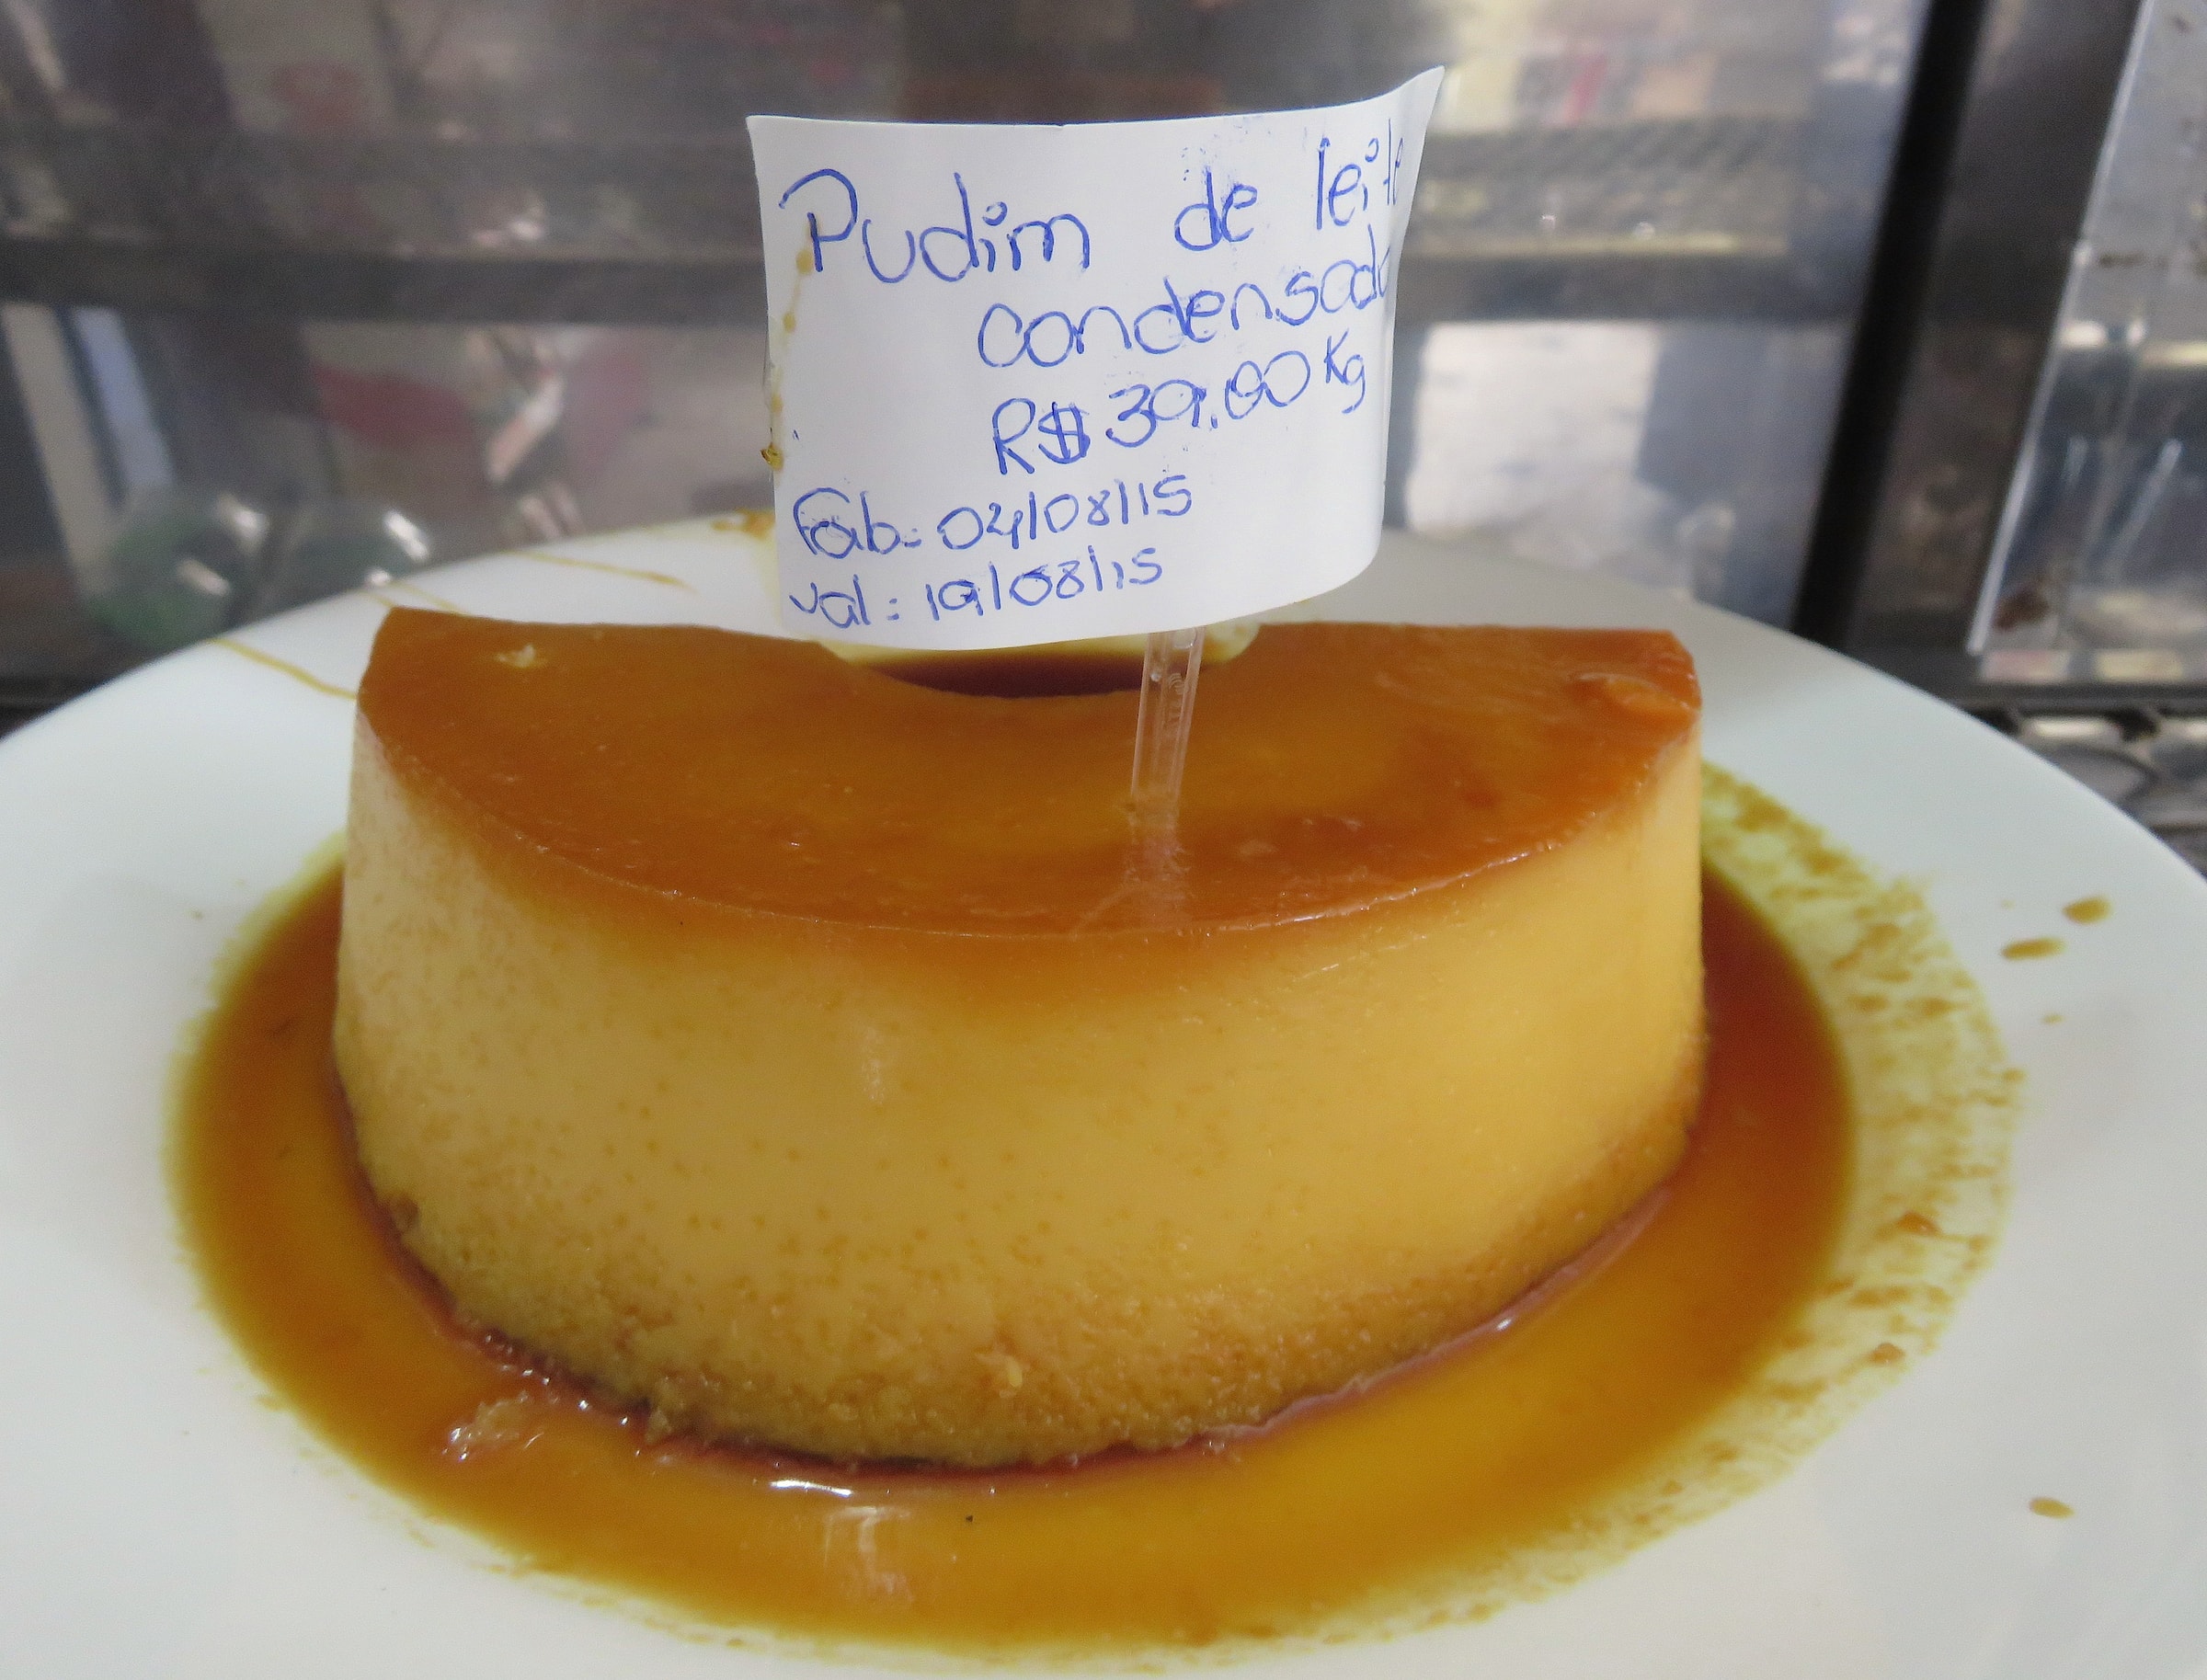 Pudim de leite
condensado
R$ 39,00 Kg
Fab: 04/08/15
val: 19/08/15